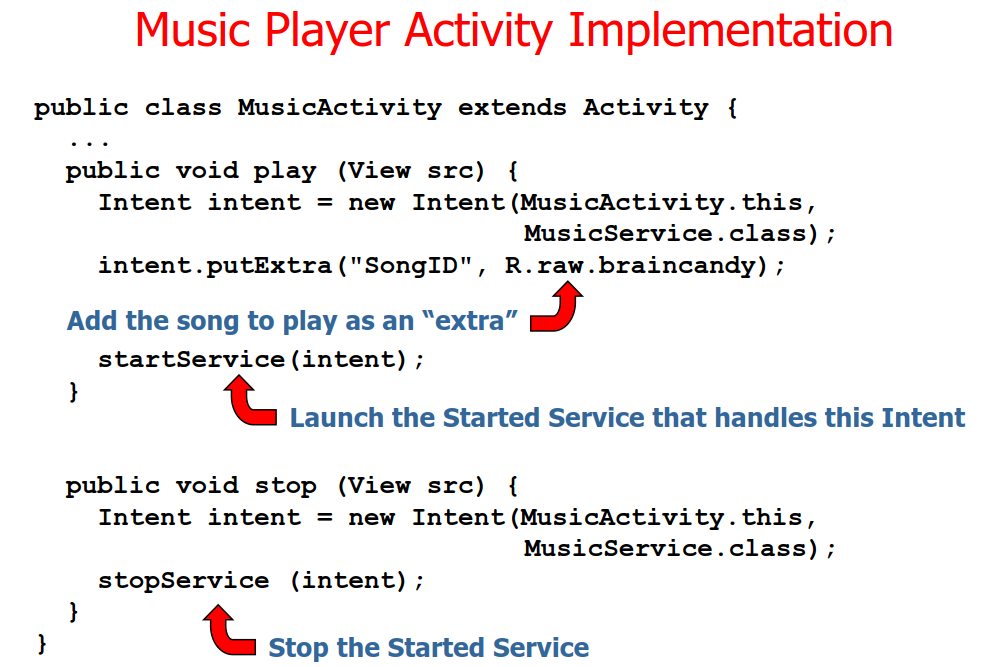 Music Player Activity Implementation
public class MusicActivity extends Activity {
...
public void play (View src) {
Intent intent = new Intent(MusicActivity.this,
MusicService.class);
intent.putExtra("SongID", R.raw.braincandy);
Add the song to play as an “extra”
startService(intent);
}
Launch the Started Service that handles this Intent
public void stop (View src) {
Intent intent = new Intent(MusicActivity.this,
MusicService.class);
stopService (intent);
}
Stop the Started Service
}